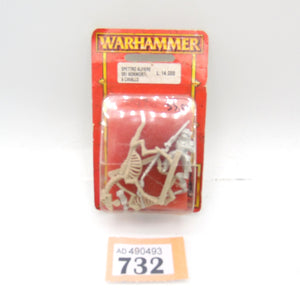 WARHAMMER
SPETTRO ALFIERE
DEI NONMORTI
A CAVALLO
L. 14.000
AD 490493
732